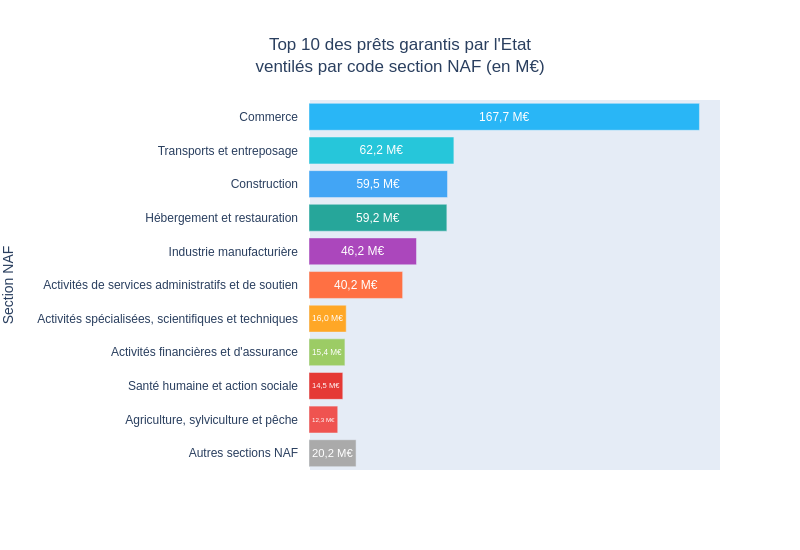 Top 10 des prêts garantis par l'Etat
ventilés par code section NAF (en M€)
Section NAF
Commerce 167,7 M€
Transports et entreposage 62,2 M€
Construction 59,5 M€
Hébergement et restauration 59,2 M€
Industrie manufacturière 46,2 M€
Activités de services administratifs et de soutien 40,2 M€
Activités spécialisées, scientifiques et techniques 16,0 M€
Activités financières et d'assurance 15,4 M€
Santé humaine et action sociale 14,5 M€
Agriculture, sylviculture et pêche 12,3 M€
Autres sections NAF 20,2 M€